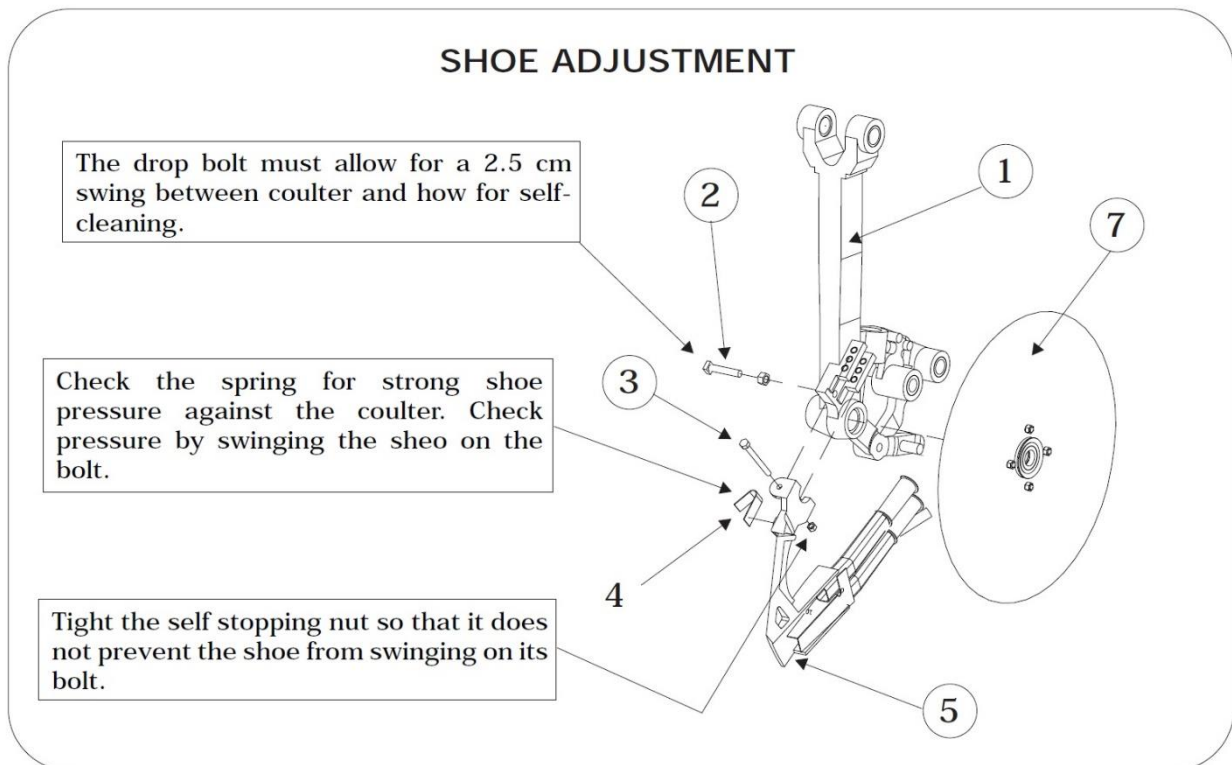 SHOE ADJUSTMENT
The drop bolt must allow for a 2.5 cm
swing between coulter and how for self-
cleaning.
1
2
7
Check the spring for strong shoe
pressure against the coulter. Check
pressure by swinging the sheo on the
bolt.
3
4
Tight the self stopping nut so that it does
not prevent the shoe from swinging on its
bolt.
5